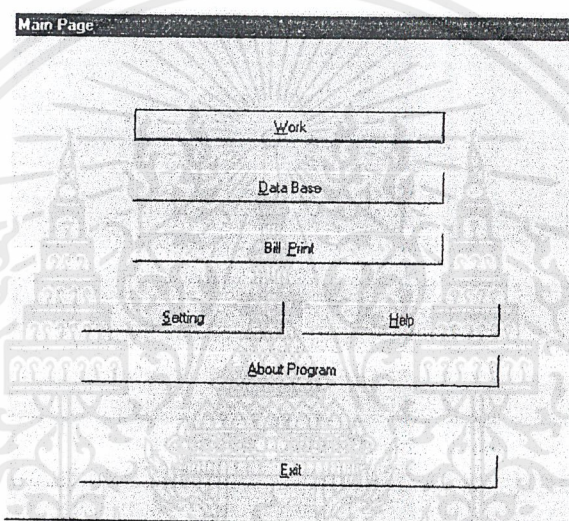 Main Page
Work
Data Base
Bill Print
Setting Help
About Program
Exit